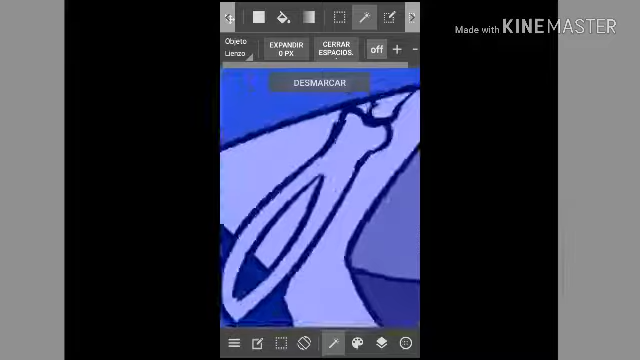 Made with KINEMASTER
Objeto
Lienzo
EXPANDIR
0 PX
CERRAR
ESPACIOS.
off
DESMARCAR